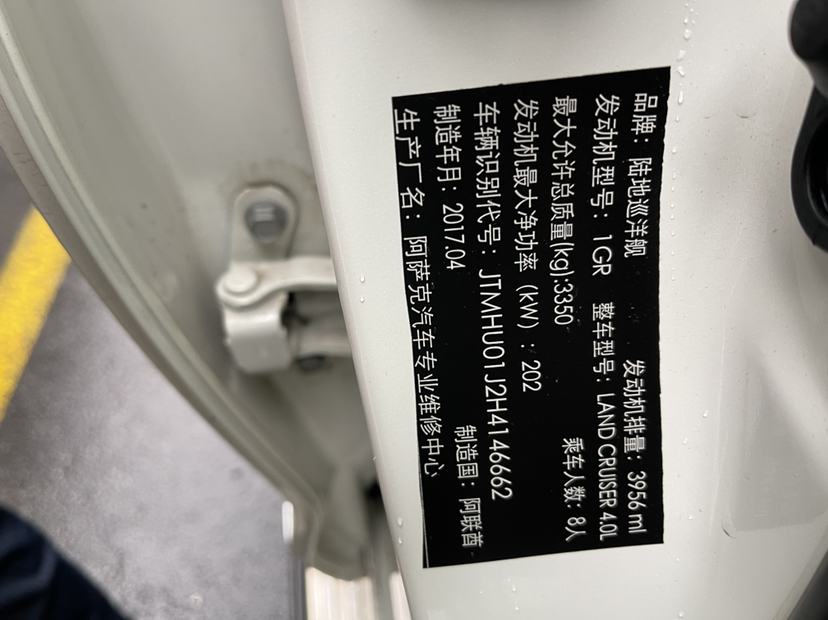 品牌：陆地巡洋舰 发动机排量：3956 ml
发动机型号：1GR 整车型号：LAND CRUISER 4.0L
最大允许总质量(kg):3350 乘车人数：8人
发动机最大净功率（kW）：202
车辆识别代号：JTMHU01J2H4146662
制造年月：2017.04 制造国：阿联酋
生产厂名：阿萨克汽车专业维修中心